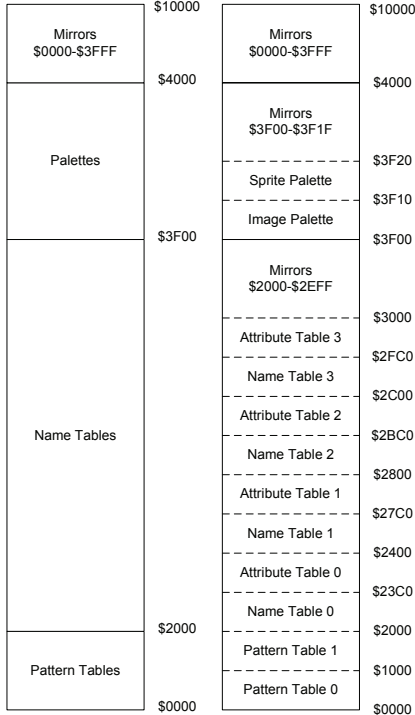 $10000
Mirrors
$0000-$3FFF
$4000
Palettes
$3F00
Name Tables
$2000
Pattern Tables
$0000
$10000
Mirrors
$0000-$3FFF
$4000
Mirrors
$3F00-$3F1F
$3F20
Sprite Palette
$3F10
Image Palette
$3F00
Mirrors
$2000-$2EFF
$3000
Attribute Table 3
$2FC0
Name Table 3
$2C00
Attribute Table 2
$2BC0
Name Table 2
$2800
Attribute Table 1
$27C0
Name Table 1
$2400
Attribute Table 0
$23C0
Name Table 0
$2000
Pattern Table 1
$1000
Pattern Table 0
$0000